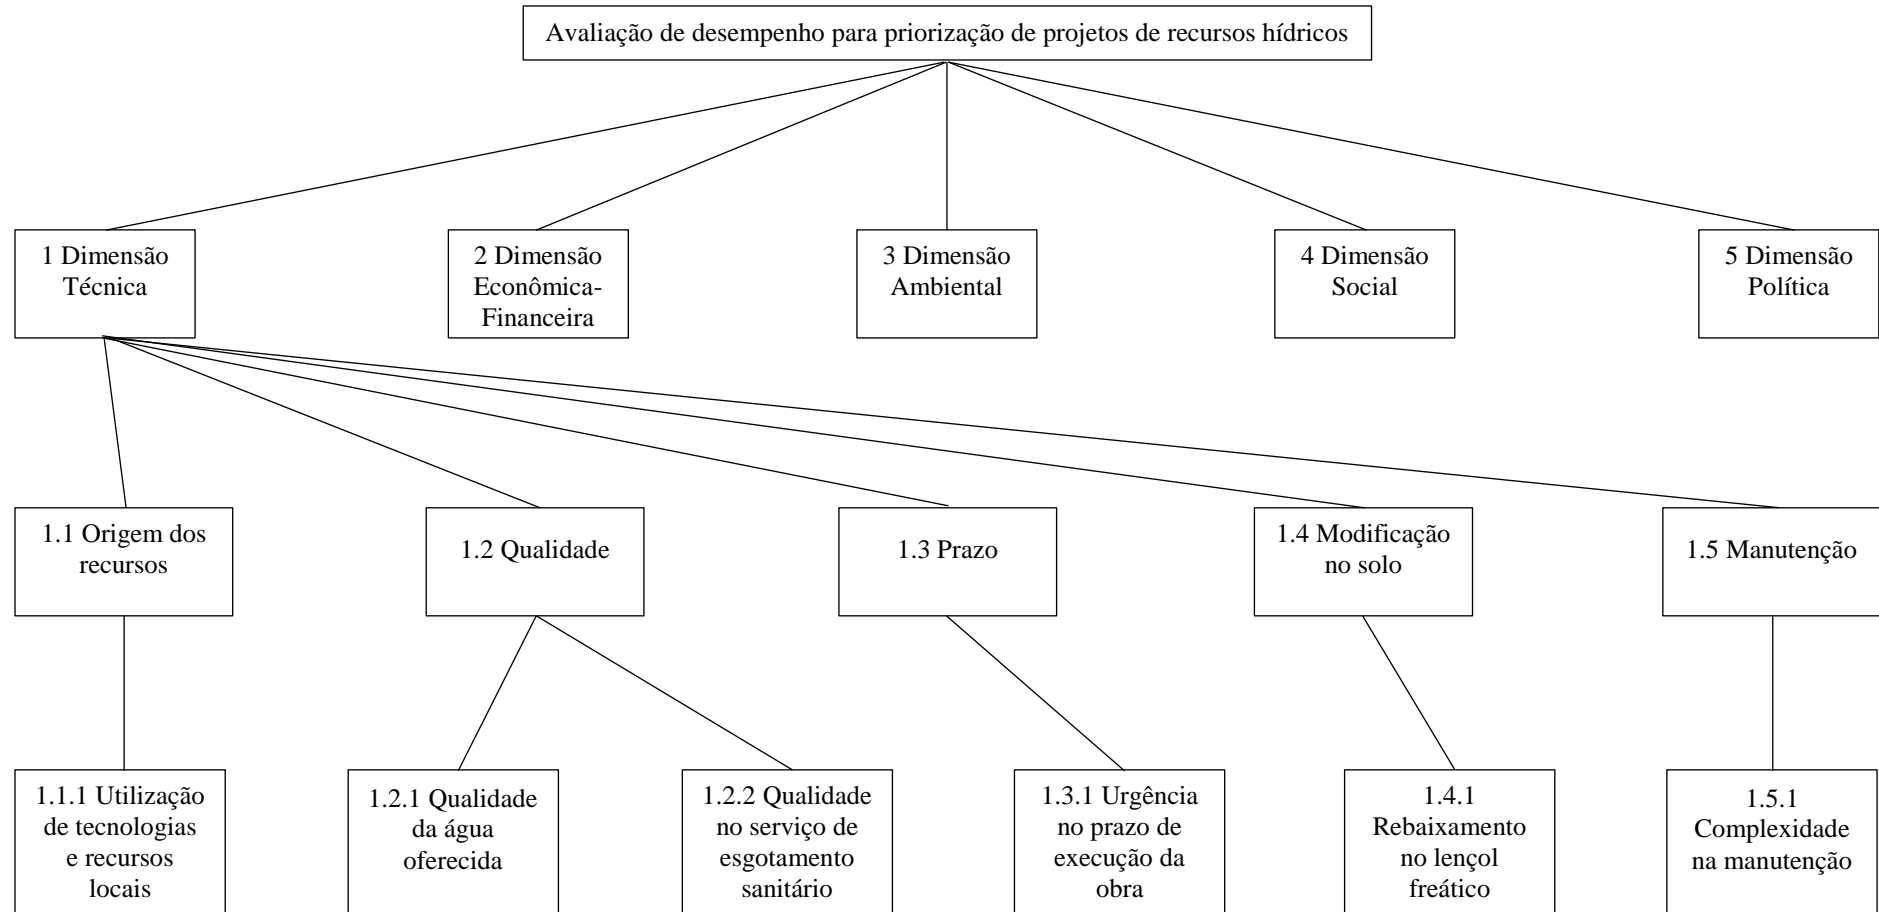 Avaliação de desempenho para priorização de projetos de recursos hídricos
1 Dimensão
Técnica
2 Dimensão
Econômica-
Financeira
3 Dimensão
Ambiental
4 Dimensão
Social
5 Dimensão
Política
1.1 Origem dos
recursos
1.2 Qualidade
1.3 Prazo
1.4 Modificação
no solo
1.5 Manutenção
1.1.1 Utilização
de tecnologias
e recursos
locais
1.2.1 Qualidade
da água
oferecida
1.2.2 Qualidade
no serviço de
esgotamento
sanitário
1.3.1 Urgência
no prazo de
execução da
obra
1.4.1
Rebaixamento
no lençol
freático
1.5.1
Complexidade
na manutenção